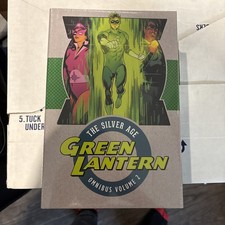 5. TUCK
UNDER
THE SILVER AGE
GREEN
LANTERN
OMNIBUS VOLUME 2